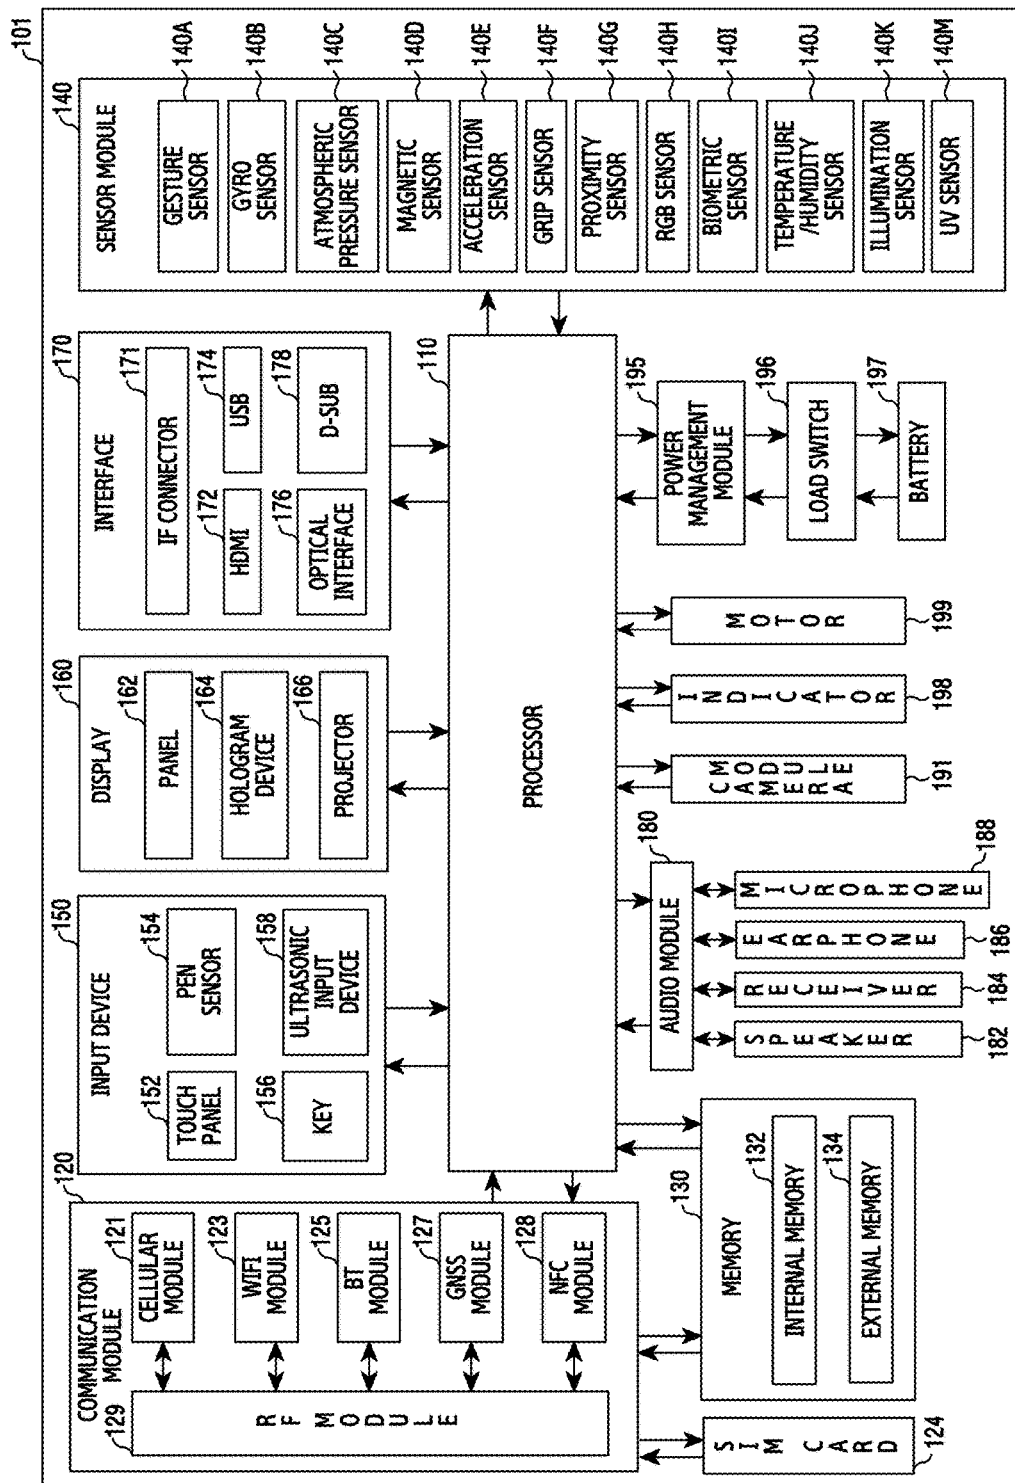 101
COMMUNICATION
MODULE
120
129
RF MODULE
121
CELLULAR
MODULE
123
WIFI
MODULE
125
BT
MODULE
127
GNSS
MODULE
128
NFC
MODULE
SIM CARD
124
INPUT DEVICE
150
152
TOUCH
PANEL
154
PEN
SENSOR
156
KEY
158
ULTRASONIC
INPUT
DEVICE
DISPLAY
160
162
PANEL
164
HOLOGRAM
DEVICE
166
PROJECTOR
INTERFACE
170
171
IF CONNECTOR
172
HDMI
174
USB
176
OPTICAL
INTERFACE
178
D-SUB
SENSOR MODULE
140
GESTURE
SENSOR
140A
GYRO
SENSOR
140B
ATMOSPHERIC
PRESSURE SENSOR
140C
MAGNETIC
SENSOR
140D
ACCELERATION
SENSOR
140E
GRIP SENSOR
140F
PROXIMITY
SENSOR
140G
RGB SENSOR
140H
BIOMETRIC
SENSOR
140I
TEMPERATURE
/HUMIDITY
SENSOR
140J
ILLUMINATION
SENSOR
140K
UV SENSOR
140M
PROCESSOR
110
MEMORY
130
132
INTERNAL MEMORY
134
EXTERNAL MEMORY
AUDIO MODULE
180
SPEAKER
182
RECEIVER
184
EARPHONE
186
MICROPHONE
188
CAMERA
MODULE
191
INDICATOR
198
MOTOR
199
POWER
MANAGEMENT
MODULE
195
LOAD SWITCH
196
BATTERY
197